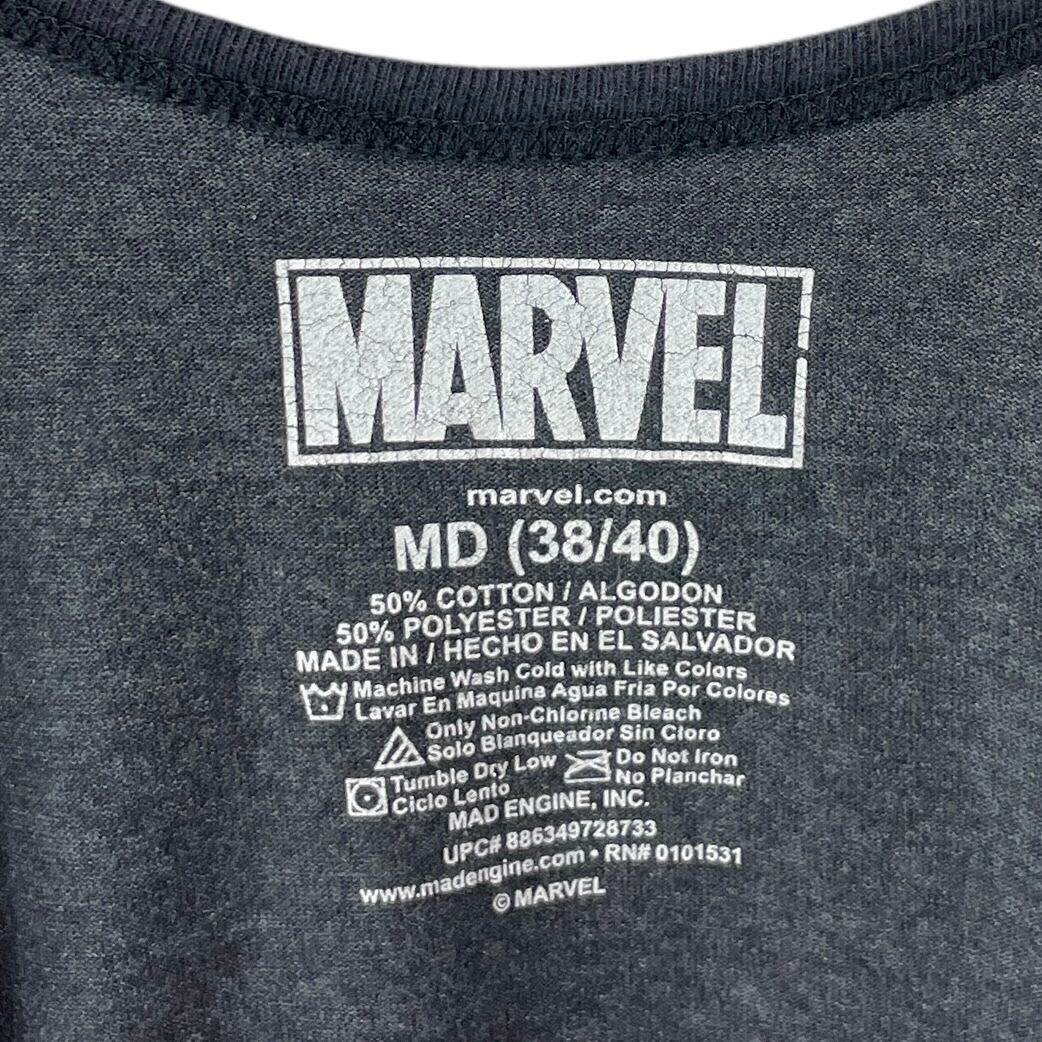 MARVEL
marvel.com
MD (38/40)
50% COTTON / ALGODON
50% POLYESTER / POLIESTER
MADE IN / HECHO EN EL SALVADOR
Machine Wash Cold with Like Colors
Lavar En Maquina Agua Fria Por Colores
Only Non-Chlorine Bleach
Solo Blanqueador Sin Cloro
Tumble Dry Low
Ciclo Lento
Do Not Iron
No Planchar
MAD ENGINE, INC.
UPC# 886349728733
www.madengine.com • RN# 0101531
© MARVEL